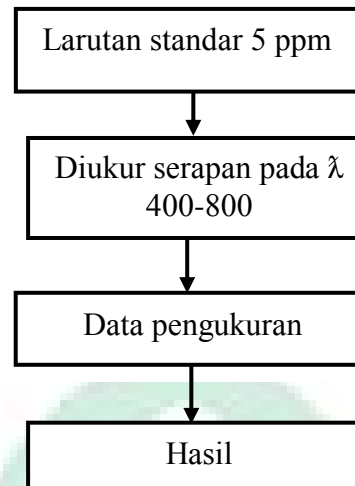 Larutan standar 5 ppm
Diukur serapan pada ƛ
400-800
Data pengukuran
Hasil